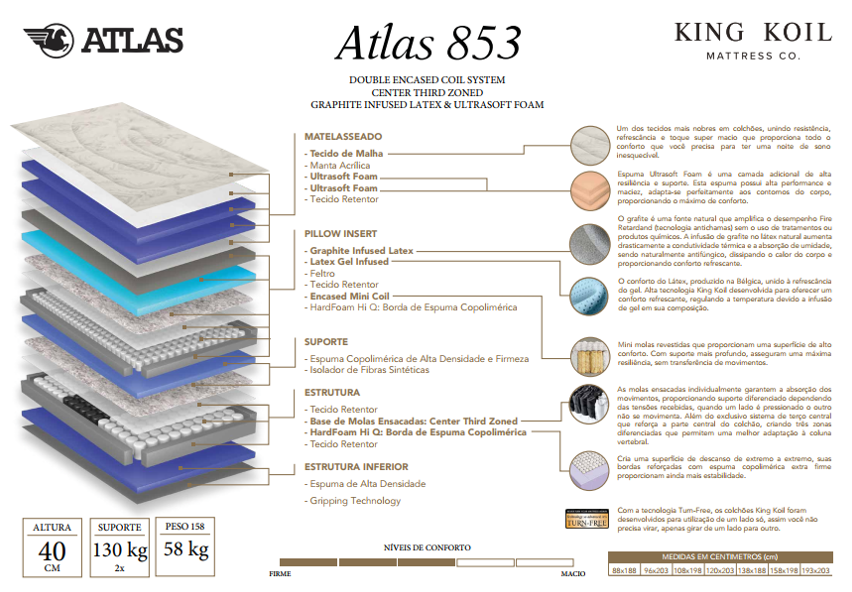 ATLAS
Atlas 853
KING KOIL
MATTRESS CO.
DOUBLE ENCASED COIL SYSTEM
CENTER THIRD ZONED
GRAPHITE INFUSED LATEX & ULTRASOFT FOAM
MATELASSEADO
- Tecido de Malha
- Manta Acrílica
- Ultrasoft Foam
- Ultrasoft Foam
- Tecido Retentor
PILLOW INSERT
- Graphite Infused Latex
- Latex Gel Infused
- Feltro
- Tecido Retentor
- Encased Mini Coil
- HardFoam Hi Q: Borda de Espuma Copolimérica
SUPORTE
- Espuma Copolimérica de Alta Densidade e Firmeza
- Isolador de Fibras Sintéticas
ESTRUTURA
- Tecido Retentor
- Base de Molas Ensacadas: Center Third Zoned
- HardFoam Hi Q: Borda de Espuma Copolimérica
- Tecido Retentor
ESTRUTURA INFERIOR
- Espuma de Alta Densidade
- Gripping Technology
Um dos tecidos mais nobres em colchões, unindo resistência,
refrescância e toque super macio que proporciona todo o
conforto que você precisa para ter uma noite de sono
inesquecível.
Espuma Ultrasoft Foam é uma camada adicional de alta
resiliência e suporte. Esta espuma possui alta performance e
maciez, adapta-se perfeitamente aos contornos do corpo,
proporcionando o máximo de conforto.
O grafite é uma fonte natural que amplifica o desempenho Fire
Retardand (tecnologia antichamas) sem o uso de tratamentos ou
produtos químicos. A infusão de grafite no látex natural aumenta
drasticamente a condutividade térmica e a absorção de umidade,
sendo naturalmente antifúngico, dissipando o calor do corpo e
proporcionando conforto refrescante.
O conforto do Látex, produzido na Bélgica, unido à refrescância
do gel. Alta tecnologia King Koil desenvolvida para oferecer um
conforto refrescante, regulando a temperatura devido a infusão
de gel em sua composição.
Mini molas revestidas que proporcionam uma superfície de alto
conforto. Com suporte mais profundo, asseguram uma máxima
resiliência, sem transferência de movimentos.
As molas ensacadas individualmente garantem a absorção dos
movimentos, proporcionando suporte diferenciado dependendo
das tensões recebidas, quando um lado é pressionado o outro
não se movimenta. Além do exclusivo sistema de terço central
que reforça a parte central do colchão, criando três zonas
diferenciadas que permitem uma melhor adaptação à coluna
vertebral.
Cria uma superfície de descanso de extremo a extremo, suas
bordas reforçadas com espuma copolimérica extra firme
proporcionam ainda mais estabilidade.
TURN-FREE
Com a tecnologia Turn-Free, os colchões King Koil foram
desenvolvidos para utilização de um lado só, assim você não
precisa virar, apenas girar de um lado para outro.
ALTURA
40
CM
SUPORTE
130 kg
2x
PESO 158
58 kg
NÍVEIS DE CONFORTO
FIRME
MACIO
MEDIDAS EM CENTIMETROS (cm)
88x188 96x203 108x198 120x203 138x188 158x198 193x203